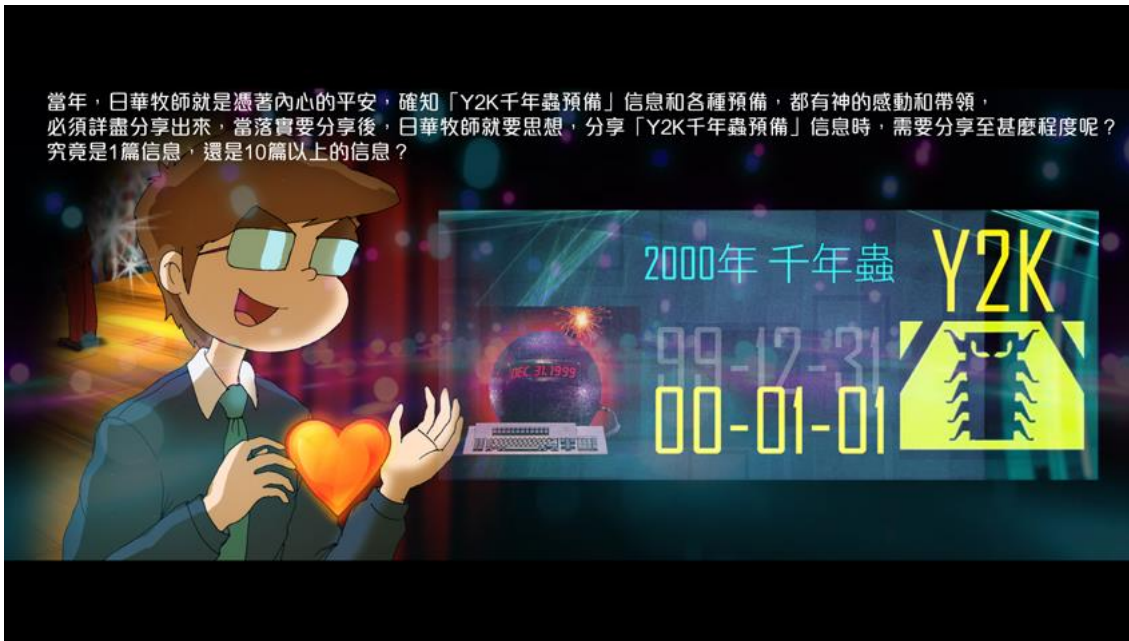 當年，日華牧師就是憑著內心的平安，確知「Y2K千年蟲預備」信息和各種預備，都有神的感動和帶領，
必須詳盡分享出來，當落實要分享後，日華牧師就要思想，分享「Y2K千年蟲預備」信息時，需要分享至甚麼程度呢？
究竟是1篇信息，還是10篇以上的信息？
2000年 千年蟲
Y2K
DEC 31.1999
99-12-31
00-01-01